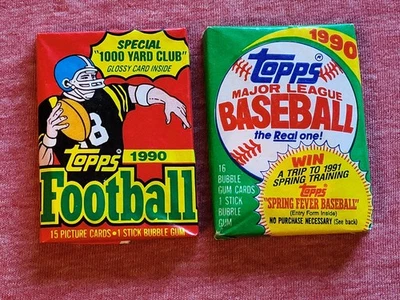 SPECIAL
"1000 YARD CLUB"
GLOSSY CARD INSIDE
8
TOPPS
1990
Football
15 PICTURE CARDS • 1 STICK BUBBLE GUM
1990
Topps
MAJOR LEAGUE
BASEBALL
the Real one!
16
BUBBLE
GUM CARDS
1 STICK
BUBBLE
GUM
WIN
A TRIP TO 1991
SPRING TRAINING
Topps
"SPRING FEVER BASEBALL"
(Entry Form Inside)
NO PURCHASE NECESSARY (See back)